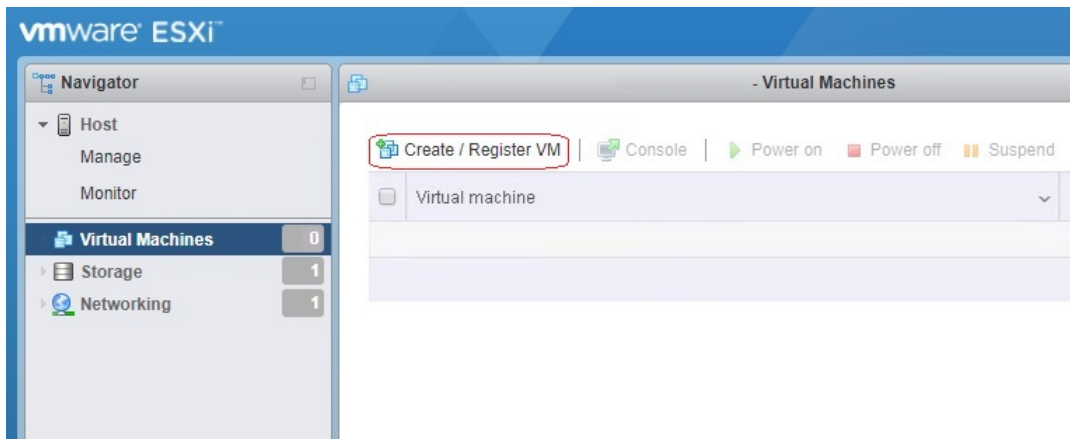 vmware ESXi™
Navigator
- Virtual Machines
Host
Manage
Monitor
Create / Register VM | Console | Power on Power off Suspend
Virtual machine
Virtual Machines 0
Storage 1
Networking 1